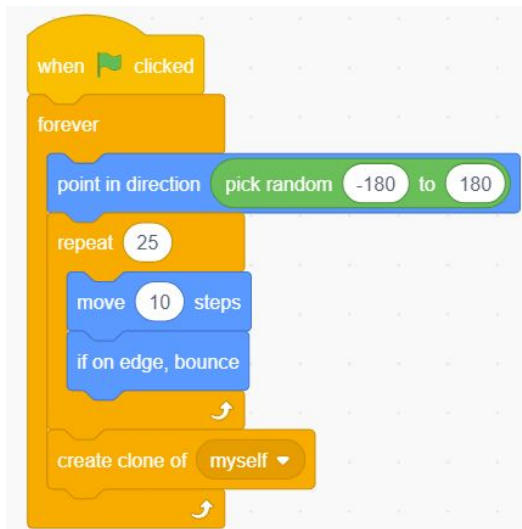 when clicked
forever
point in direction pick random -180 to 180
repeat 25
move 10 steps
if on edge, bounce
create clone of myself